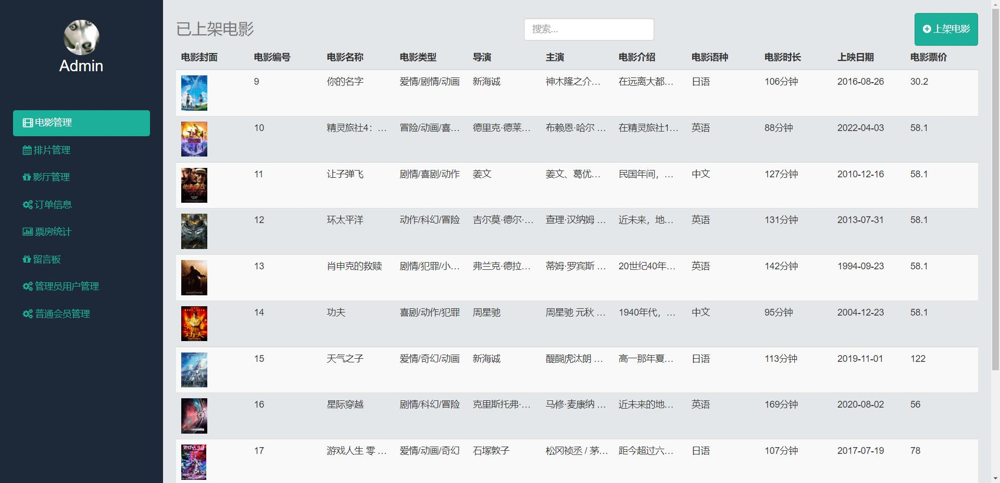 Admin
电影管理
排片管理
影厅管理
订单信息
票房统计
留言板
管理员用户管理
普通会员管理
已上架电影 搜索... 上架电影
电影封面 电影编号 电影名称 电影类型 导演 主演 电影介绍 电影语种 电影时长 上映日期 电影票价
9 你的名字 爱情/剧情/动画 新海诚 神木隆之介... 在远离大都... 日语 106分钟 2016-08-26 30.2
10 精灵旅社4：... 冒险/动画/喜... 德里克·德莱... 布赖恩·哈尔 ... 在精灵旅社1... 英语 88分钟 2022-04-03 58.1
11 让子弹飞 剧情/喜剧/动作 姜文 姜文、葛优... 民国年间，... 中文 127分钟 2010-12-16 58.1
12 环太平洋 动作/科幻/冒险 吉尔莫·德尔·... 查理·汉纳姆 ... 近未来，地... 英语 131分钟 2013-07-31 58.1
13 肖申克的救赎 剧情/犯罪/小... 弗兰克·德拉... 蒂姆·罗宾斯 ... 20世纪40年... 英语 142分钟 1994-09-23 58.1
功夫
14 功夫 喜剧/动作/犯罪 周星驰 周星驰 元秋 ... 1940年代，... 中文 95分钟 2004-12-23 58.1
15 天气之子 爱情/奇幻/动画 新海诚 醍醐虎汰朗 ... 高一那年夏... 日语 113分钟 2019-11-01 122
16 星际穿越 剧情/科幻/冒险 克里斯托弗·... 马修·麦康纳 ... 近未来的地... 英语 169分钟 2020-08-02 56
17 游戏人生 零 ... 爱情/动画/奇幻 石塚敦子 松冈祯丞 / 茅... 距今超过六... 日语 107分钟 2017-07-19 78